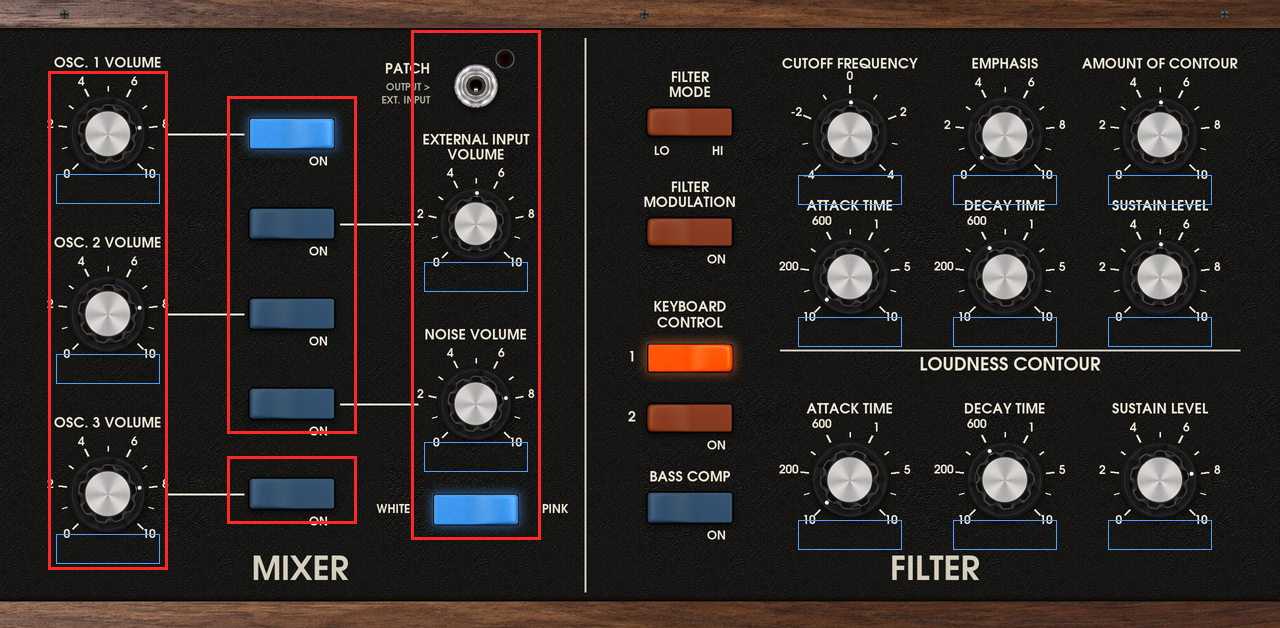 OSC. 1 VOLUME
4 6
2 8
0 10
OSC. 2 VOLUME
4 6
2 8
0 10
OSC. 3 VOLUME
4 6
2 8
0 10
ON
ON
ON
ON
ON
PATCH
OUTPUT >
EXT. INPUT
EXTERNAL INPUT
VOLUME
4 6
2 8
0 10
NOISE VOLUME
4 6
2 8
0 10
WHITE PINK
MIXER
FILTER
MODE
LO HI
FILTER
MODULATION
ON
KEYBOARD
CONTROL
1
2
ON
BASS COMP
ON
CUTOFF FREQUENCY
0
-2 2
-4 4
EMPHASIS
4 6
2 8
0 10
AMOUNT OF CONTOUR
4 6
2 8
0 10
ATTACK TIME
600 1
200 5
10 10
DECAY TIME
600 1
200 5
10 10
SUSTAIN LEVEL
4 6
2 8
0 10
LOUDNESS CONTOUR
ATTACK TIME
600 1
200 5
10 10
DECAY TIME
600 1
200 5
10 10
SUSTAIN LEVEL
4 6
2 8
0 10
FILTER